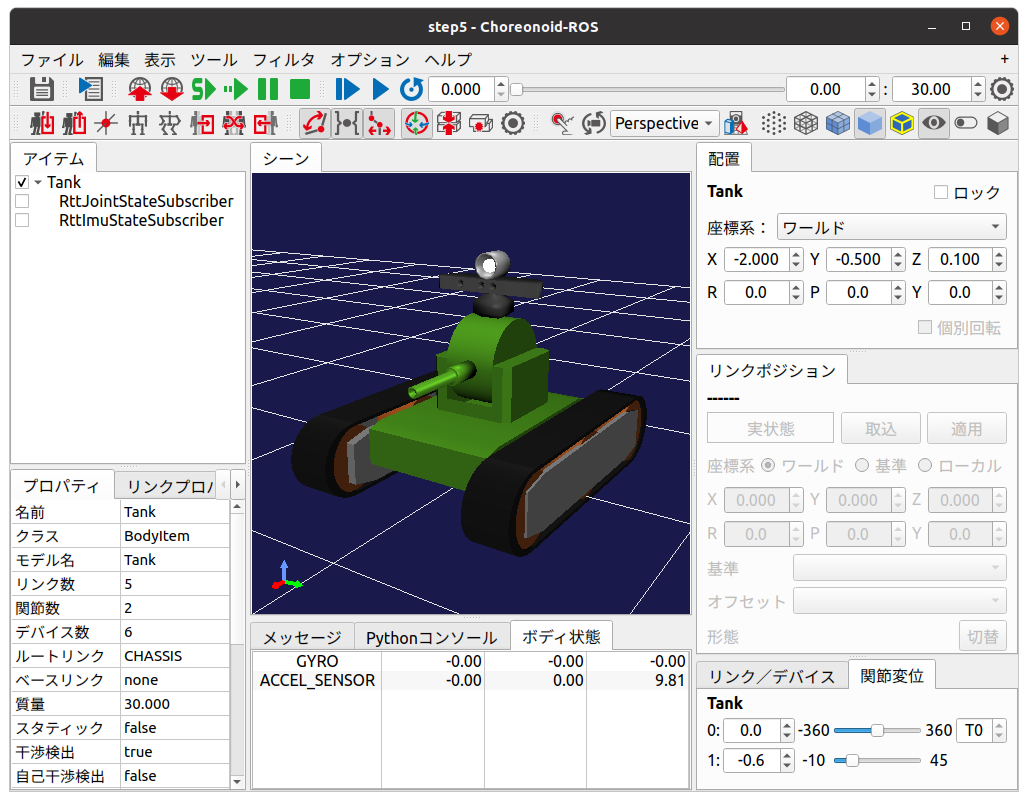 step5 - Choreonoid-ROS
ファイル 編集 表示 ツール フィルタ オプション ヘルプ +
0.000 0.00 : 30.00
Perspective
アイテム
Tank
RttJointStateSubscriber
RttImuStateSubscriber
シーン
配置
Tank ロック
座標系： ワールド
X -2.000 Y -0.500 Z 0.100
R 0.0 P 0.0 Y 0.0
個別回転
リンクポジション
------
実状態 取込 適用
座標系 ワールド 基準 ローカル
X 0.000 Y 0.000 Z 0.000
R 0.0 P 0.0 Y 0.0
基準
オフセット
形態 切替
プロパティ リンクプロパ
名前 Tank
クラス BodyItem
モデル名 Tank
リンク数 5
関節数 2
デバイス数 6
ルートリンク CHASSIS
ベースリンク none
質量 30.000
スタティック false
干渉検出 true
自己干渉検出 false
メッセージ Pythonコンソール ボディ状態
GYRO -0.00 -0.00 -0.00
ACCEL_SENSOR -0.00 0.00 9.81
リンク／デバイス 関節変位
Tank
0: 0.0 -360 360 T0
1: -0.6 -10 45